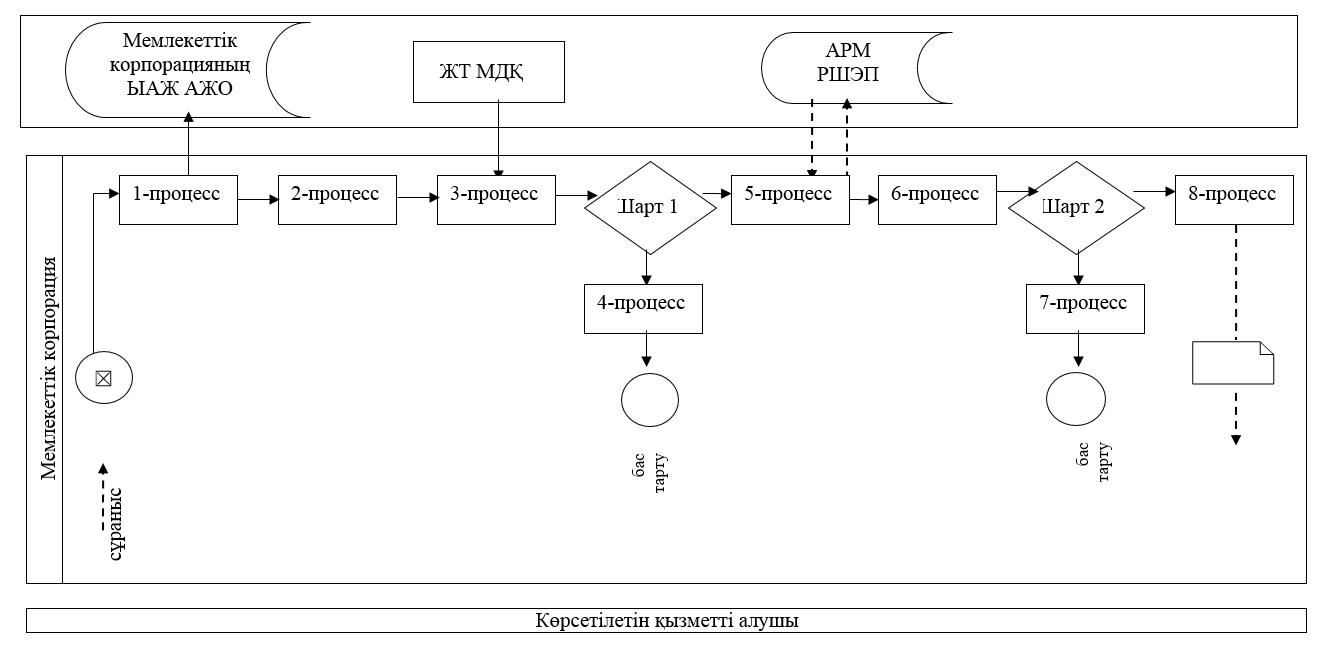 Мемлекеттік
корпорацияның
ЫАЖ АЖО
ЖТ МДҚ
АРМ
РШЭП
1-процесс
2-процесс
3-процесс
Шарт 1
5-процесс
6-процесс
Шарт 2
8-процесс
4-процесс
7-процесс
Мемлекеттік корпорация
бас
тарту
бас
тарту
сұраныс
Көрсетілетін қызметті алушы